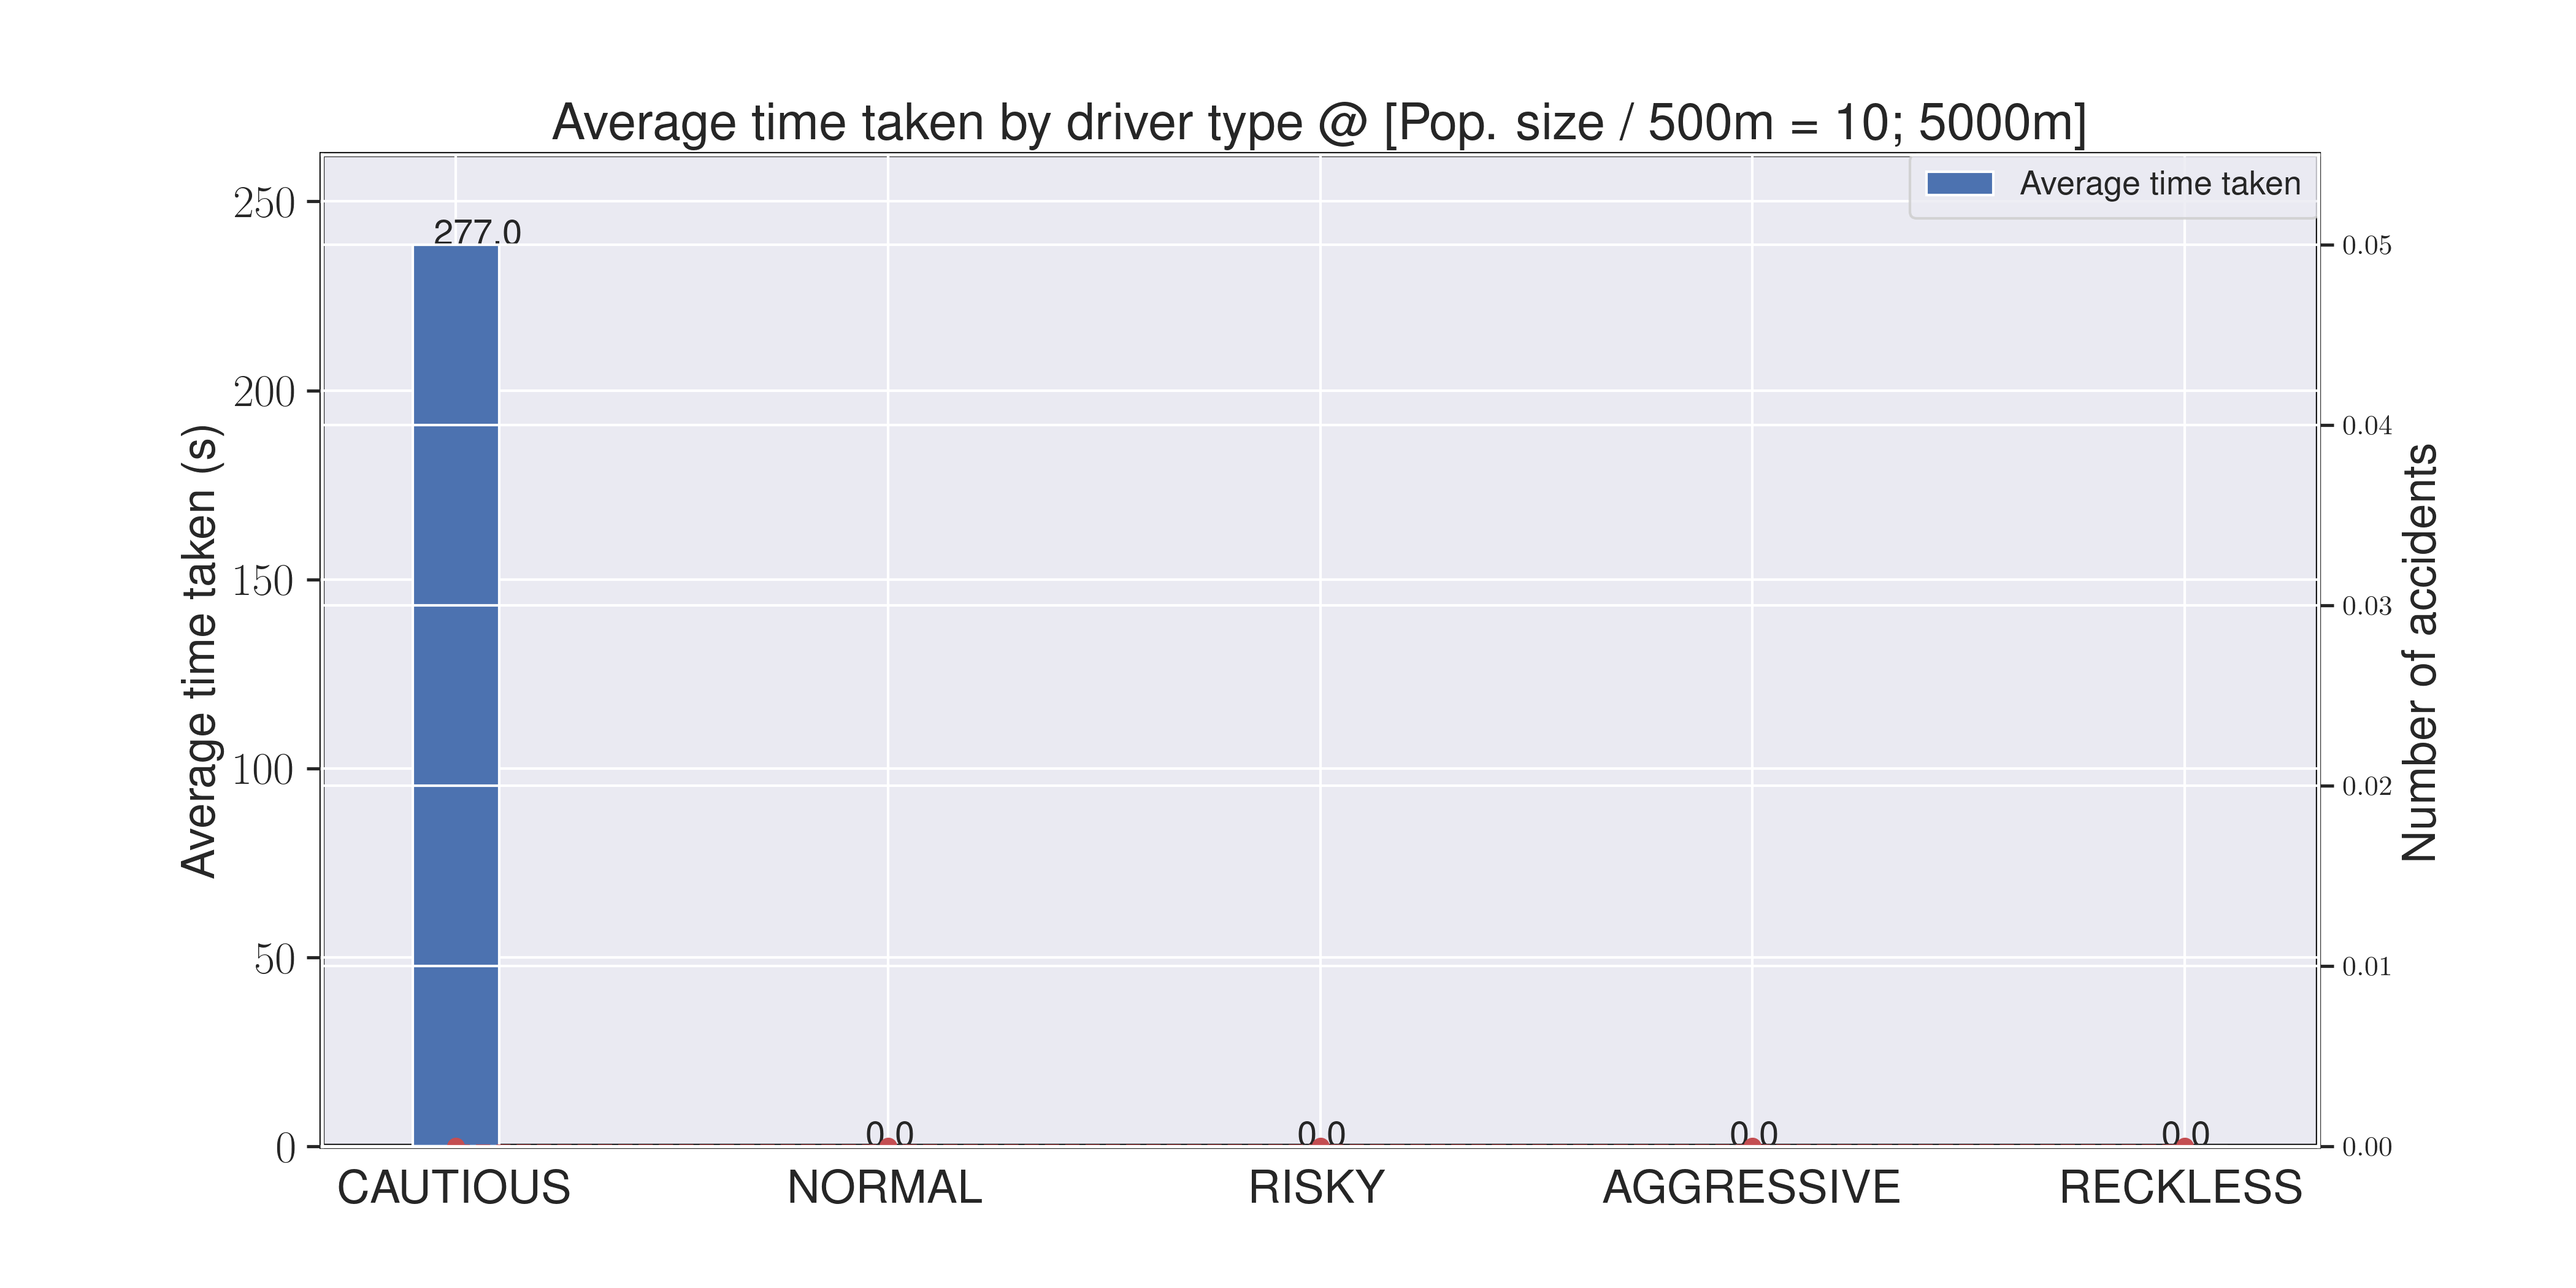 Average time taken by driver type @ [Pop. size / 500m = 10; 5000m]
Average time taken
250
200
150
100
50
0
Average time taken (s)
277.0
0.0
0.0
0.0
0.0
0.05
0.04
0.03
0.02
0.01
0.00
Number of accidents
CAUTIOUS
NORMAL
RISKY
AGGRESSIVE
RECKLESS